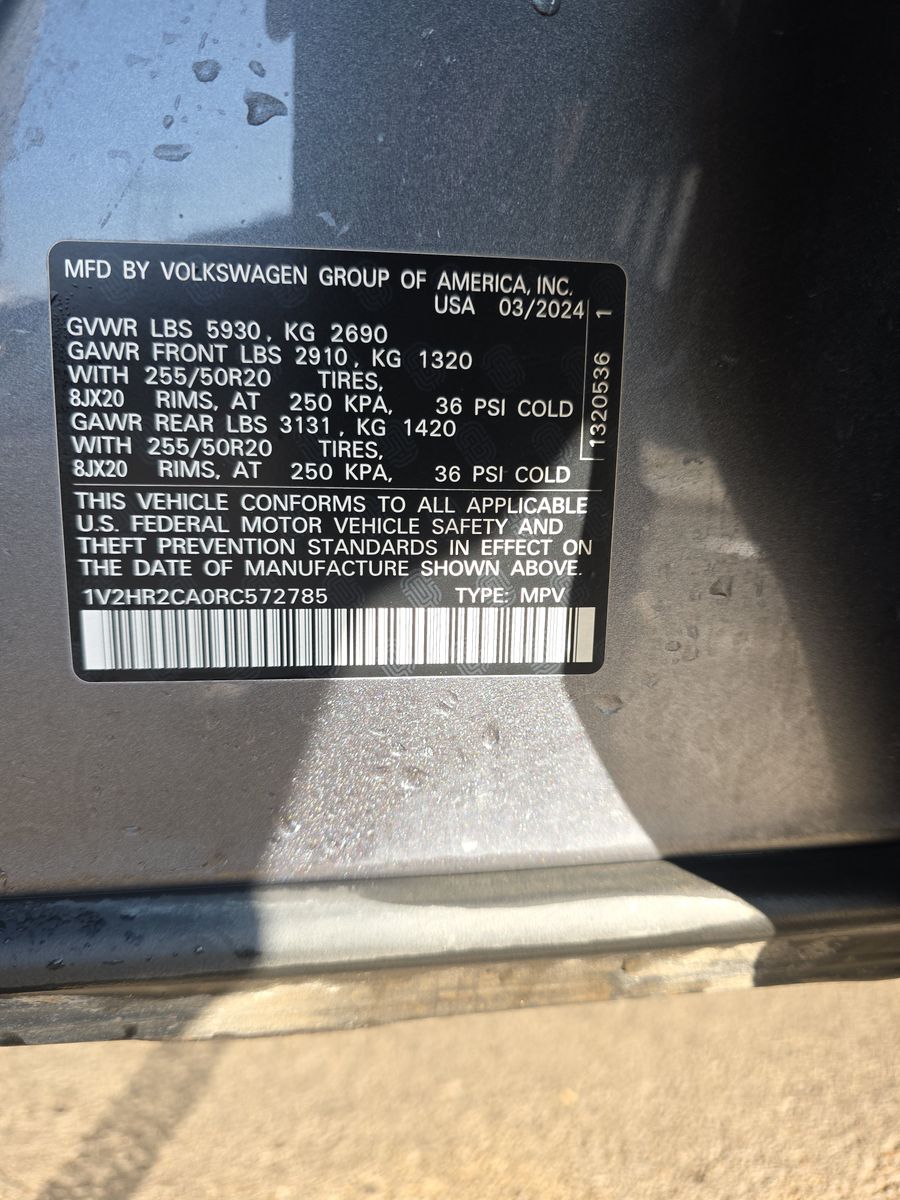 MFD BY VOLKSWAGEN GROUP OF AMERICA, INC.
USA 03/2024
GVWR LBS 5930, KG 2690
GAWR FRONT LBS 2910, KG 1320
WITH 255/50R20 TIRES,
8JX20 RIMS, AT 250 KPA, 36 PSI COLD
GAWR REAR LBS 3131, KG 1420
WITH 255/50R20 TIRES,
8JX20 RIMS, AT 250 KPA, 36 PSI COLD
1320536 1
THIS VEHICLE CONFORMS TO ALL APPLICABLE
U.S. FEDERAL MOTOR VEHICLE SAFETY AND
THEFT PREVENTION STANDARDS IN EFFECT ON
THE DATE OF MANUFACTURE SHOWN ABOVE.
1V2HR2CA0RC572785 TYPE: MPV